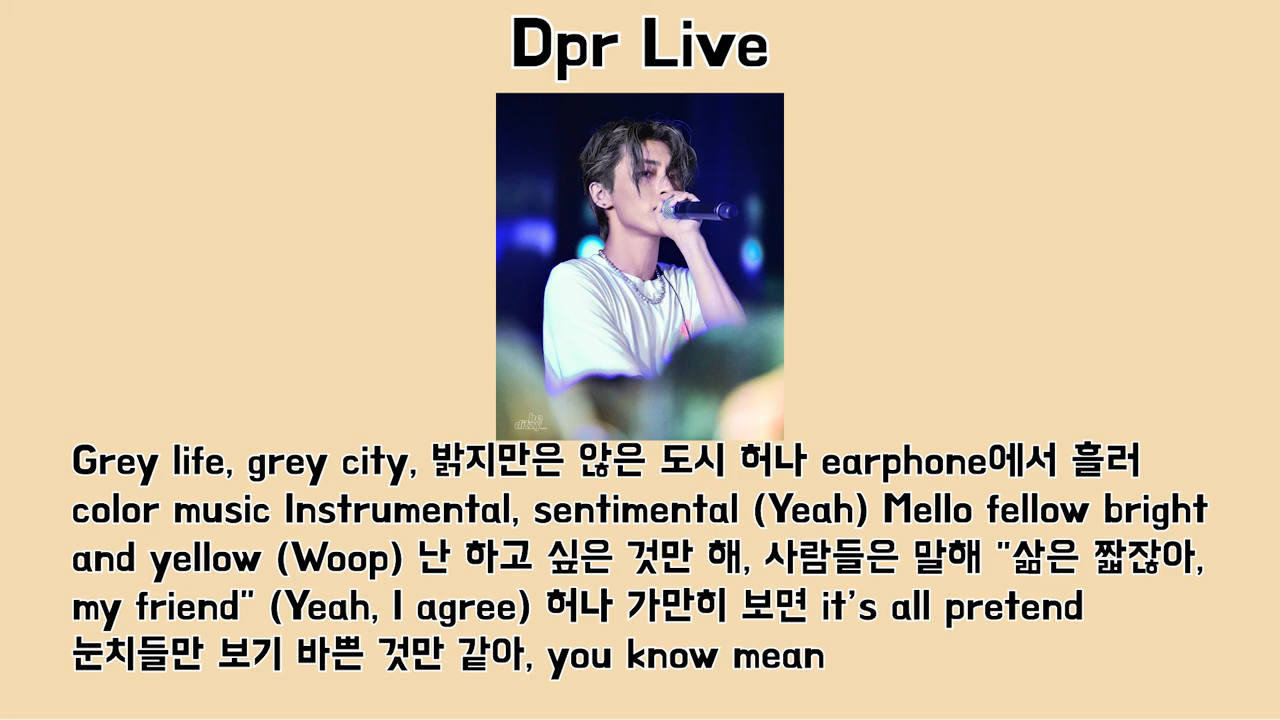 Dpr Live
Grey life, grey city, 밝지만은 않은 도시 허나 earphone에서 흘러
color music Instrumental, sentimental (Yeah) Mello fellow bright
and yellow (Woop) 난 하고 싶은 것만 해, 사람들은 말해 "삶은 짧잖아,
my friend" (Yeah, I agree) 허나 가만히 보면 it's all pretend
눈치들만 보기 바쁜 것만 같아, you know mean